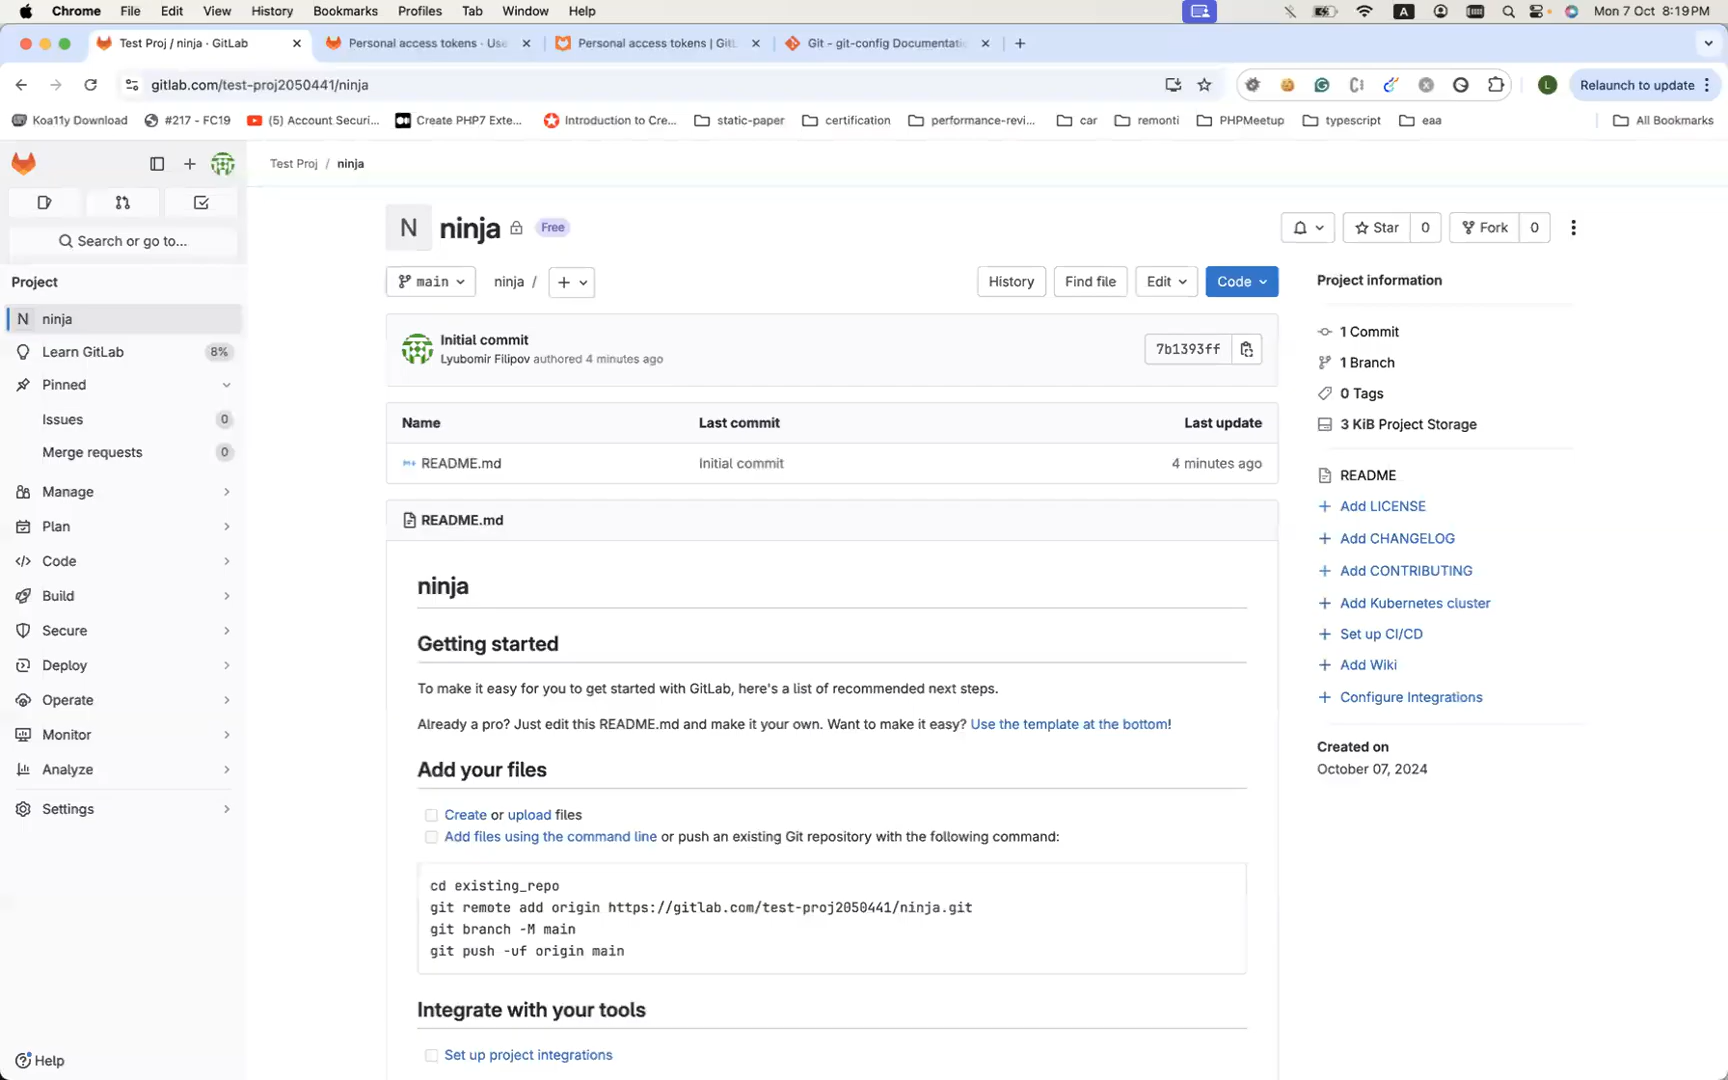 Chrome File Edit View History Bookmarks Profiles Tab Window Help
A Mon 7 Oct 8:19 PM
Test Proj / ninja · GitLab
Personal access tokens · Use
Personal access tokens | GitL
Git - git-config Documentati
gitlab.com/test-proj2050441/ninja
L
Relaunch to update
Koa11y Download
#217 - FC19
(5) Account Securi...
Create PHP7 Exte...
Introduction to Cre...
static-paper
certification
performance-revi...
car
remonti
PHPMeetup
typescript
eaa
All Bookmarks
Test Proj / ninja
Search or go to...
Project
N ninja
Learn GitLab 8%
Pinned
Issues 0
Merge requests 0
Manage
Plan
Code
Build
Secure
Deploy
Operate
Monitor
Analyze
Settings
Help
N ninja Free
Star 0
Fork 0
main
ninja /
History
Find file
Edit
Code
Initial commit
Lyubomir Filipov authored 4 minutes ago
7b1393ff
Name Last commit Last update
README.md Initial commit 4 minutes ago
README.md
ninja
Getting started
To make it easy for you to get started with GitLab, here's a list of recommended next steps.
Already a pro? Just edit this README.md and make it your own. Want to make it easy? Use the template at the bottom!
Add your files
Create or upload files
Add files using the command line or push an existing Git repository with the following command:
cd existing_repo
git remote add origin https://gitlab.com/test-proj2050441/ninja.git
git branch -M main
git push -uf origin main
Integrate with your tools
Set up project integrations
Project information
1 Commit
1 Branch
0 Tags
3 KiB Project Storage
README
Add LICENSE
Add CHANGELOG
Add CONTRIBUTING
Add Kubernetes cluster
Set up CI/CD
Add Wiki
Configure Integrations
Created on
October 07, 2024